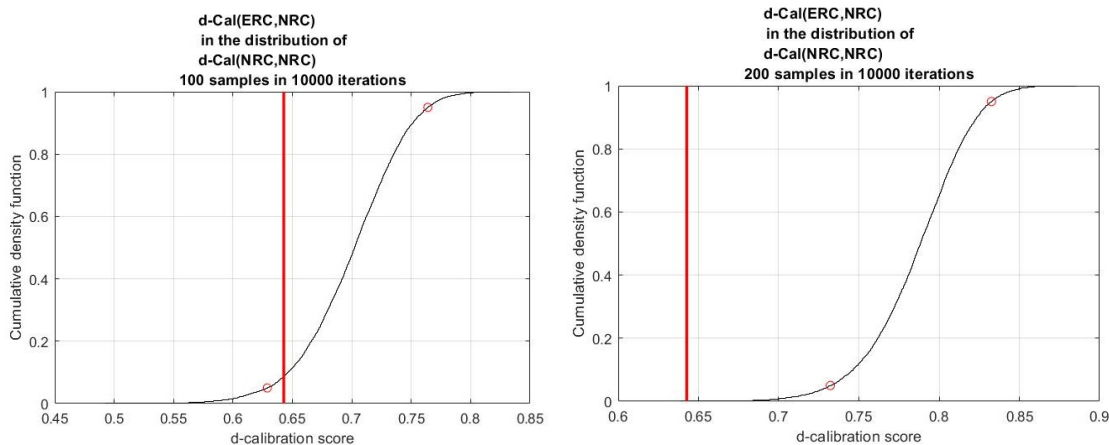 d-Cal(ERC,NRC)
in the distribution of
d-Cal(NRC,NRC)
100 samples in 10000 iterations
1
0.8
0.6
0.4
0.2
0
Cumulative density function
0.45 0.5 0.55 0.6 0.65 0.7 0.75 0.8 0.85
d-calibration score
d-Cal(ERC,NRC)
in the distribution of
d-Cal(NRC,NRC)
200 samples in 10000 iterations
1
0.8
0.6
0.4
0.2
0
Cumulative density function
0.6 0.65 0.7 0.75 0.8 0.85 0.9
d-calibration score